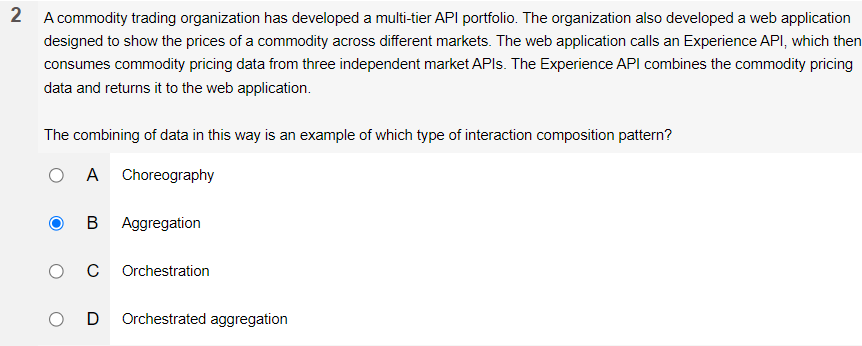 2 A commodity trading organization has developed a multi-tier API portfolio. The organization also developed a web application
designed to show the prices of a commodity across different markets. The web application calls an Experience API, which then
consumes commodity pricing data from three independent market APIs. The Experience API combines the commodity pricing
data and returns it to the web application.
The combining of data in this way is an example of which type of interaction composition pattern?
A Choreography
B Aggregation
C Orchestration
D Orchestrated aggregation